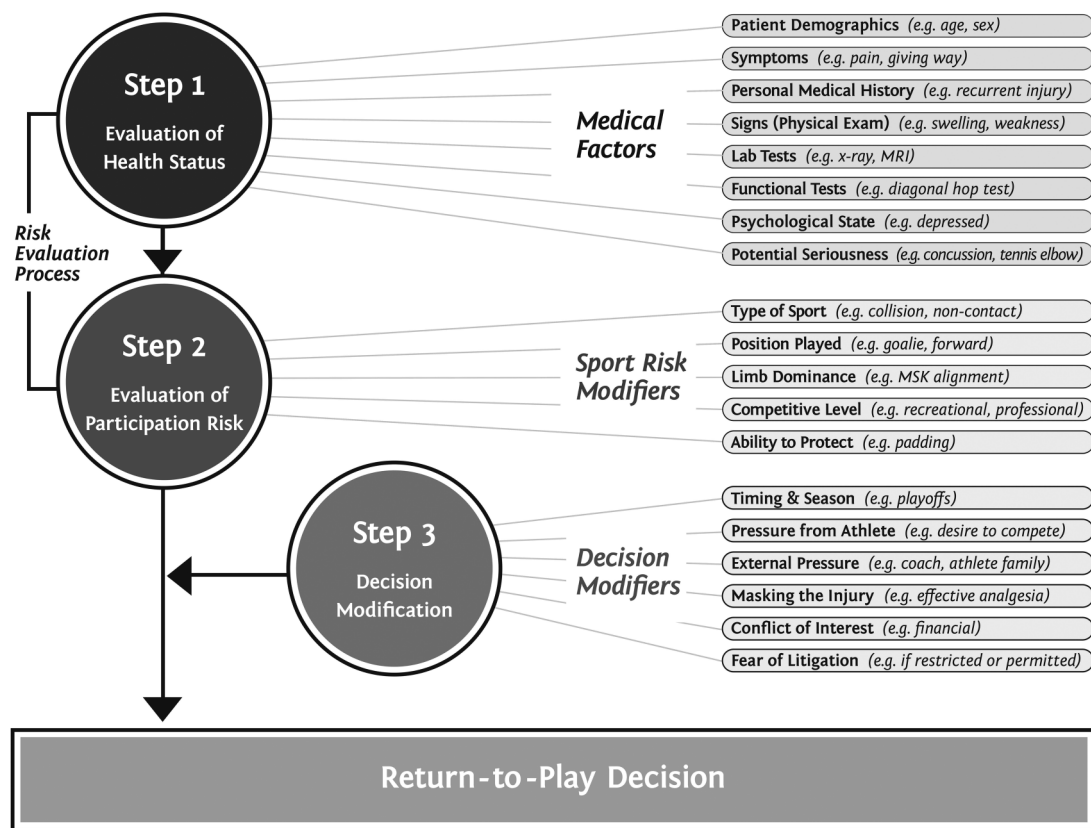 Step 1
Evaluation of
Health Status
Risk
Evaluation
Process
Medical
Factors
Patient Demographics (e.g. age, sex)
Symptoms (e.g. pain, giving way)
Personal Medical History (e.g. recurrent injury)
Signs (Physical Exam) (e.g. swelling, weakness)
Lab Tests (e.g. x-ray, MRI)
Functional Tests (e.g. diagonal hop test)
Psychological State (e.g. depressed)
Potential Seriousness (e.g. concussion, tennis elbow)
Step 2
Evaluation of
Participation Risk
Sport Risk
Modifiers
Type of Sport (e.g. collision, non-contact)
Position Played (e.g. goalie, forward)
Limb Dominance (e.g. MSK alignment)
Competitive Level (e.g. recreational, professional)
Ability to Protect (e.g. padding)
Step 3
Decision
Modification
Decision
Modifiers
Timing & Season (e.g. playoffs)
Pressure from Athlete (e.g. desire to compete)
External Pressure (e.g. coach, athlete family)
Masking the Injury (e.g. effective analgesia)
Conflict of Interest (e.g. financial)
Fear of Litigation (e.g. if restricted or permitted)
Return-to-Play Decision